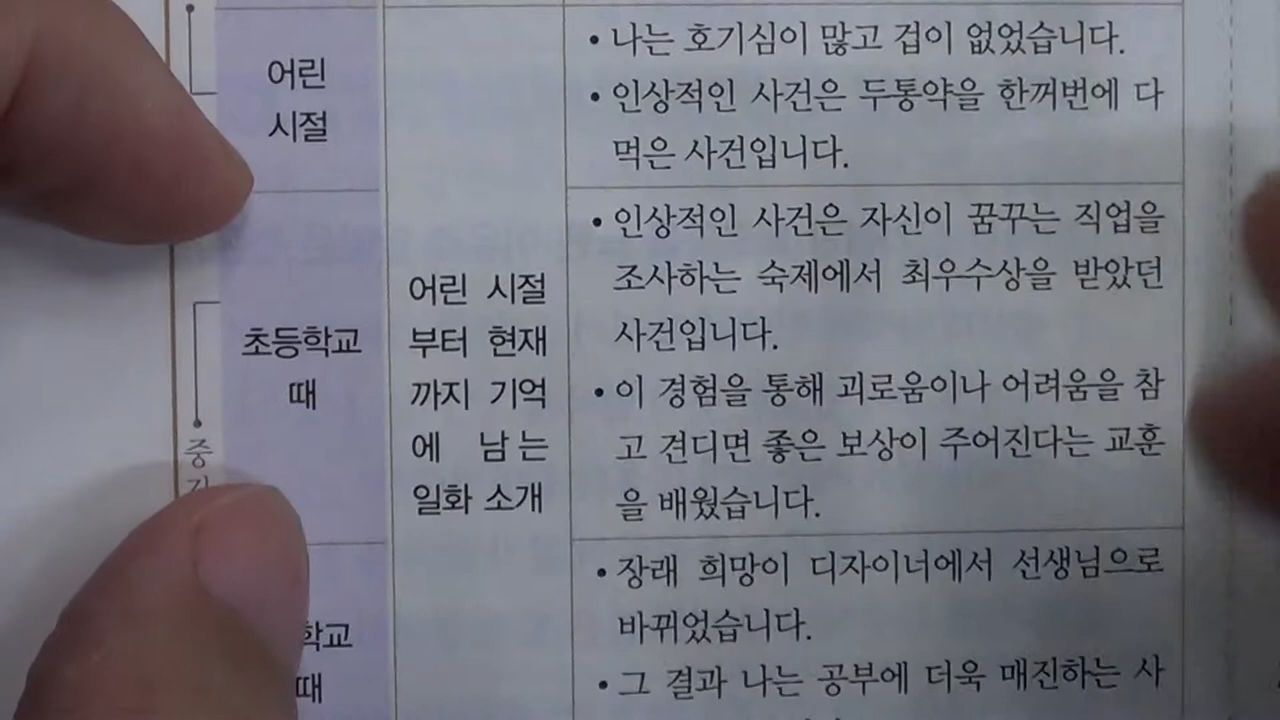 어린
시절
• 나는 호기심이 많고 겁이 없었습니다.
• 인상적인 사건은 두통약을 한꺼번에 다
먹은 사건입니다.
초등학교
때
어린 시절
부터 현재
까지 기억
에 남는
일화 소개
• 인상적인 사건은 자신이 꿈꾸는 직업을
조사하는 숙제에서 최우수상을 받았던
사건입니다.
• 이 경험을 통해 괴로움이나 어려움을 참
고 견디면 좋은 보상이 주어진다는 교훈
을 배웠습니다.
중
학교
때
• 장래 희망이 디자이너에서 선생님으로
바뀌었습니다.
• 그 결과 나는 공부에 더욱 매진하는 사